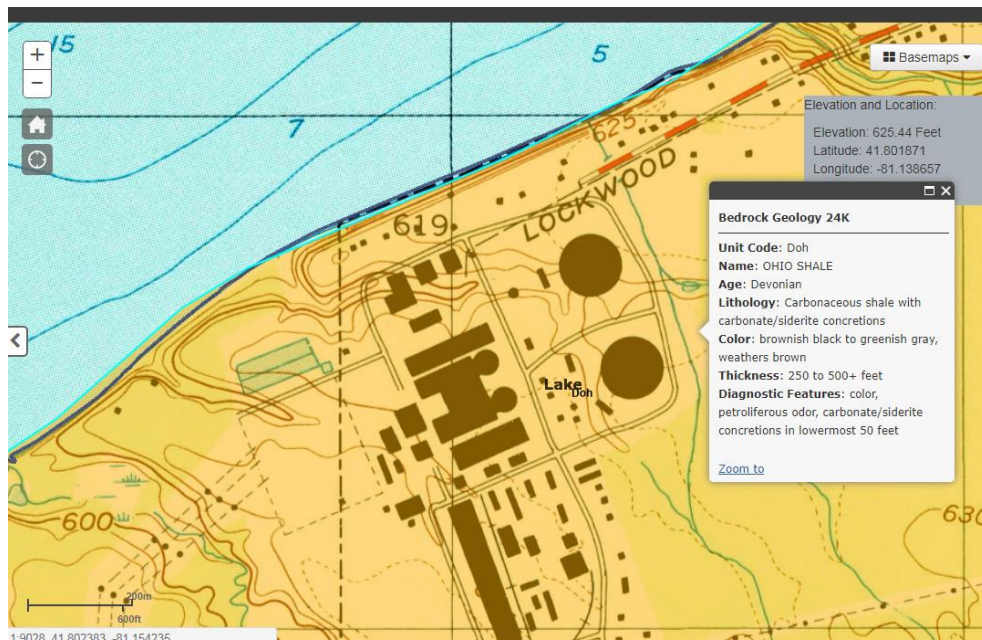 15
5
7
+
−
Basemaps
Elevation and Location:
Elevation: 625.44 Feet
Latitude: 41.801871
Longitude: -81.138657
625
LOCKWOOD
619
Bedrock Geology 24K
Unit Code: Doh
Name: OHIO SHALE
Age: Devonian
Lithology: Carbonaceous shale with
carbonate/siderite concretions
Color: brownish black to greenish gray,
weathers brown
Thickness: 250 to 500+ feet
Diagnostic Features: color,
petroliferous odor, carbonate/siderite
concretions in lowermost 50 feet
Zoom to
Lake
Doh
600
630
200m
600ft
1:9028 41.802383, -81.154235